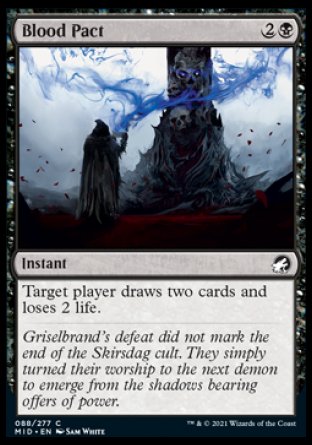 Blood Pact 2
Instant
Target player draws two cards and
loses 2 life.
Griselbrand's defeat did not mark the
end of the Skirsdag cult. They simply
turned their worship to the next demon
to emerge from the shadows bearing
offers of power.
088/277 C
MID • EN Sam White ™ & © 2021 Wizards of the Coast